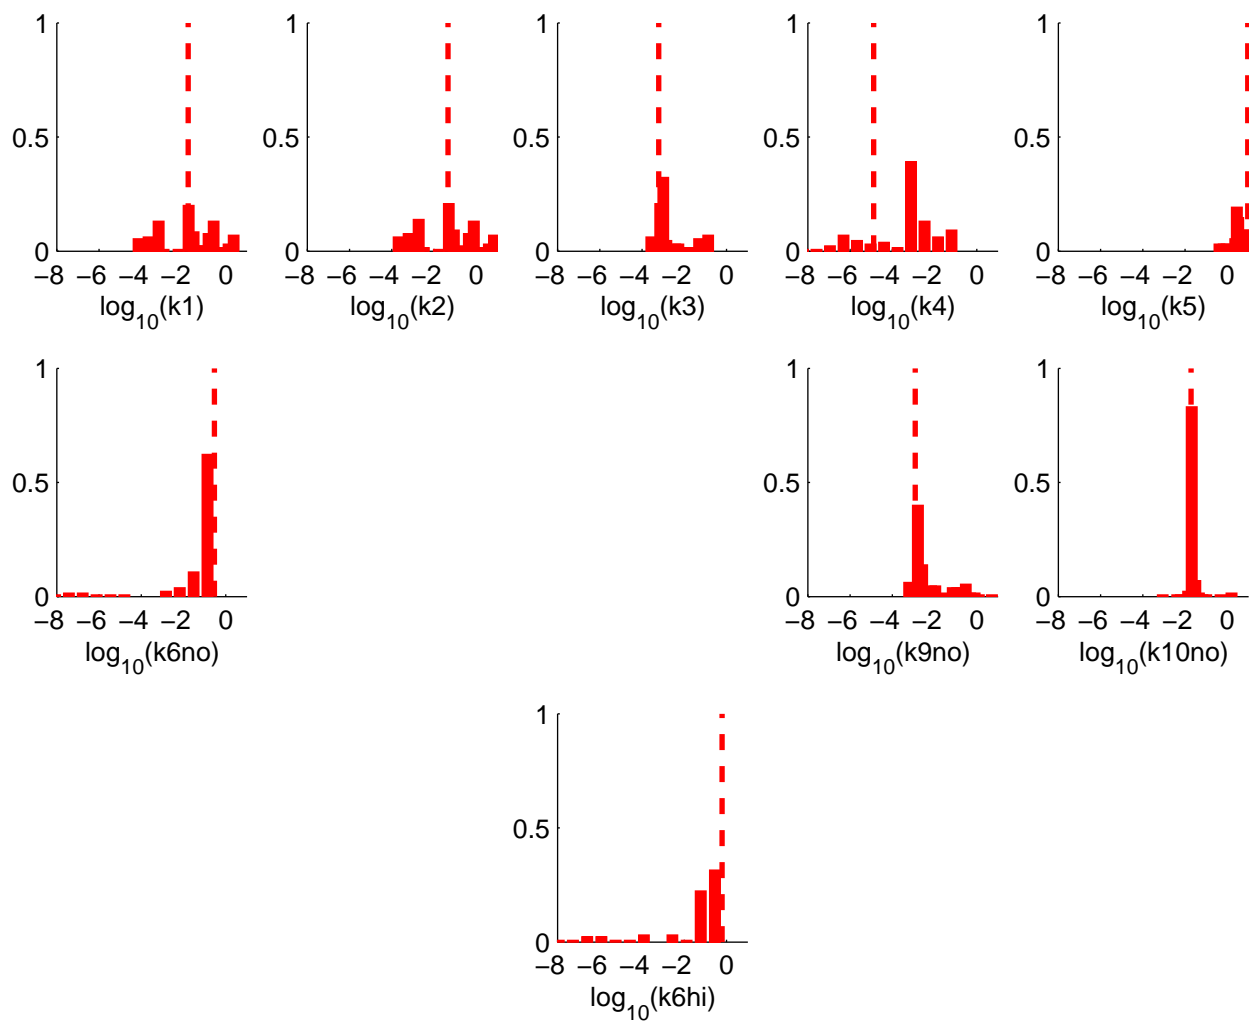 1 1 1 1 1
0.5 0.5 0.5 0.5 0.5
0 0 0 0 0
−8 −6 −4 −2 0 −8 −6 −4 −2 0 −8 −6 −4 −2 0 −8 −6 −4 −2 0 −8 −6 −4 −2 0
log10(k1) log10(k2) log10(k3) log10(k4) log10(k5)
1 1 1
0.5 0.5 0.5
0 0 0
−8 −6 −4 −2 0 −8 −6 −4 −2 0 −8 −6 −4 −2 0
log10(k6no) log10(k9no) log10(k10no)
1
0.5
0
−8 −6 −4 −2 0
log10(k6hi)